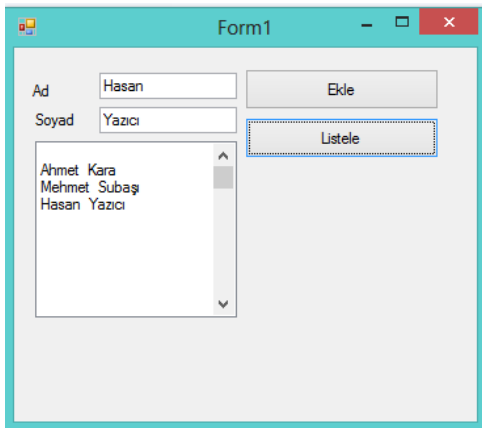 Form1
Ad Hasan Ekle
Soyad Yazıcı Listele
Ahmet Kara
Mehmet Subaşı
Hasan Yazıcı